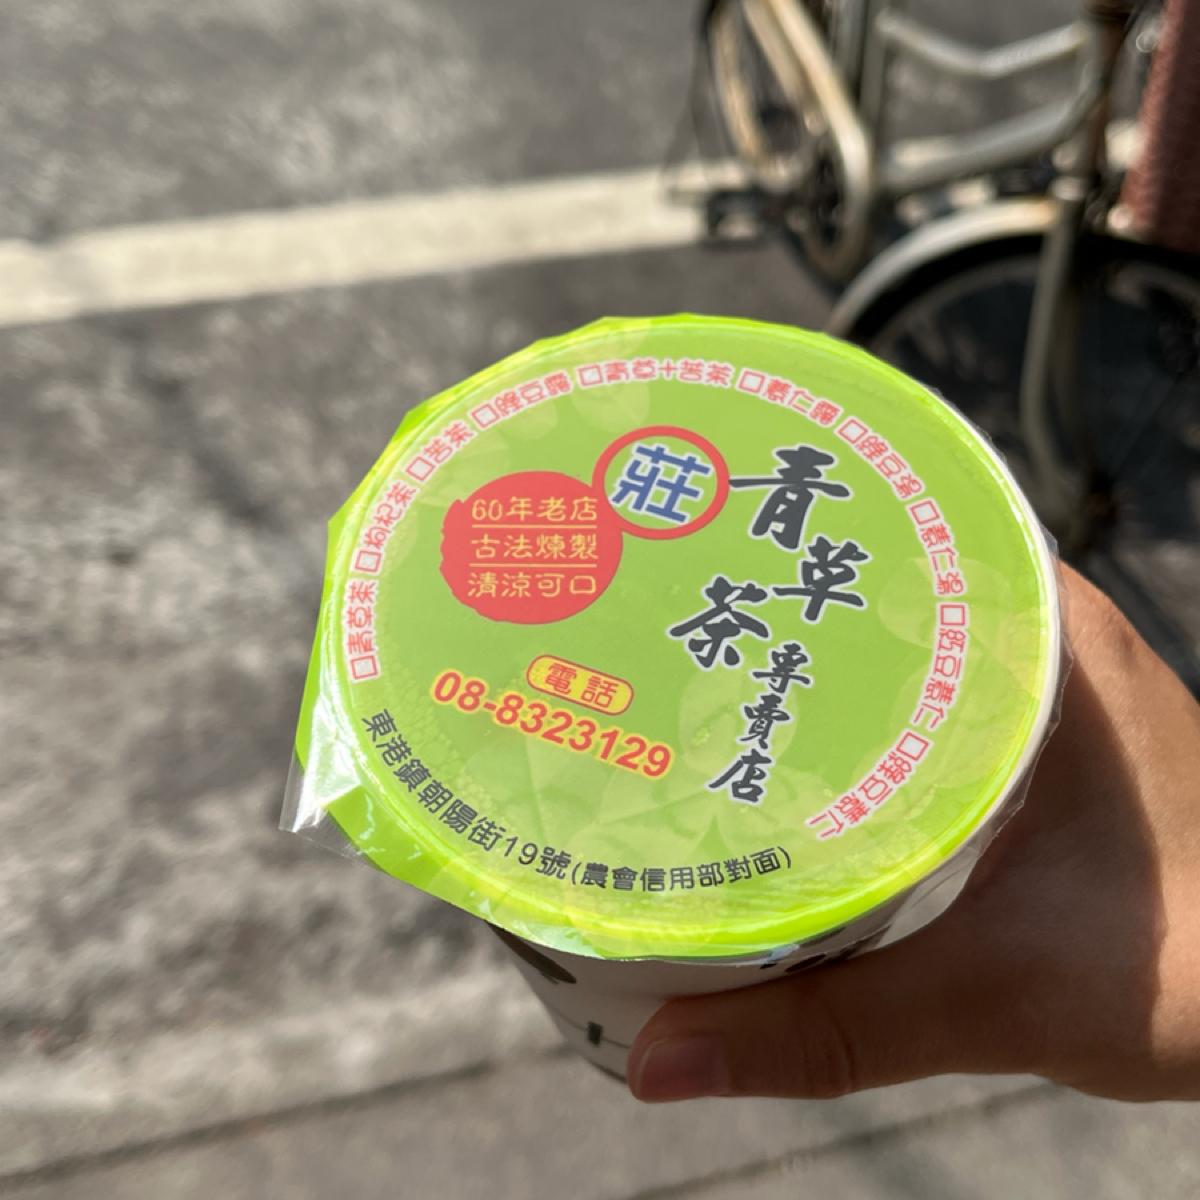 □青草茶 □枸杞茶 □苦茶 □綠豆露 □青草+苦茶 □薏仁露 □綠豆湯 □薏仁湯 □紅豆薏仁 □綠豆薏仁
莊
青草茶
專賣店
60年老店
古法煉製
清涼可口
電話
08-8323129
東港鎮朝陽街19號(農會信用部對面)